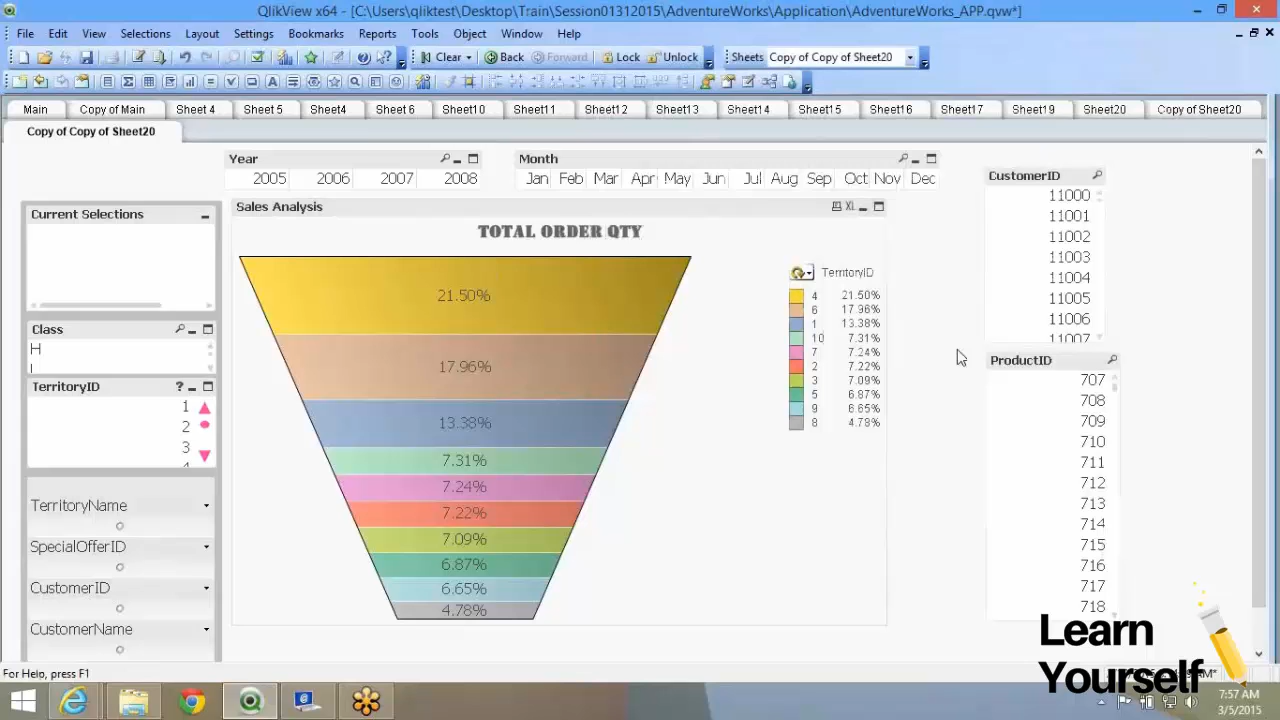 QlikView x64 - [C:\Users\qliktest\Desktop\Train\Session01312015\AdventureWorks\Application\AdventureWorks_APP.qvw*]
File Edit View Selections Layout Settings Bookmarks Reports Tools Object Window Help
Clear Back Forward Lock Unlock Sheets Copy of Copy of Sheet20
Main Copy of Main Sheet 4 Sheet 5 Sheet4 Sheet 6 Sheet10 Sheet11 Sheet12 Sheet13 Sheet14 Sheet15 Sheet16 Sheet17 Sheet19 Sheet20 Copy of Sheet20
Copy of Copy of Sheet20
Year
2005 2006 2007 2008
Month
Jan Feb Mar Apr May Jun Jul Aug Sep Oct Nov Dec
Current Selections
Class
H
TerritoryID
1
2
3
4
TerritoryName
SpecialOfferID
CustomerID
CustomerName
Sales Analysis
XL
TOTAL ORDER QTY
21.50%
17.96%
13.38%
7.31%
7.24%
7.22%
7.09%
6.87%
6.65%
4.78%
TerritoryID
4 21.50%
6 17.96%
1 13.38%
10 7.31%
7 7.24%
2 7.22%
3 7.09%
5 6.87%
9 6.65%
8 4.78%
CustomerID
11000
11001
11002
11003
11004
11005
11006
11007
ProductID
707
708
709
710
711
712
713
714
715
716
717
718
Learn
Yourself
For Help, press F1
7:57 AM
3/5/2015